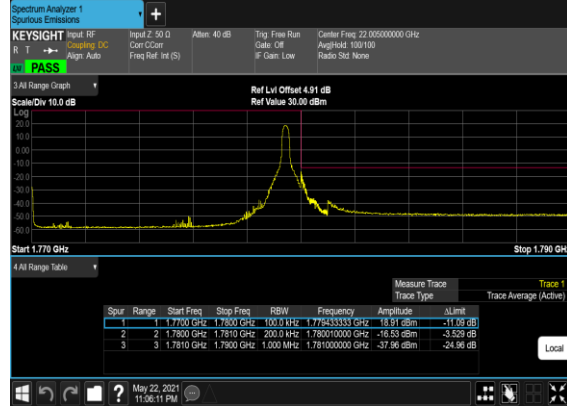 Spectrum Analyzer 1
Spurious Emissions
KEYSIGHT Input: RF Input Z: 50 Ω Atten: 40 dB Trig: Free Run Center Freq: 22.005000000 GHz
R T Coupling: DC Corr CCorr Gate: Off Avg|Hold: 100/100
Align: Auto Freq Ref: Int (S) IF Gain: Low Radio Std: None
PASS
3 All Range Graph
Ref Lvl Offset 4.91 dB
Scale/Div 10.0 dB Ref Value 30.00 dBm
Log
20.0
10.0
0.00
-10.0
-20.0
-30.0
-40.0
-50.0
-60.0
Start 1.770 GHz Stop 1.790 GHz
4 All Range Table
Measure Trace Trace 1
Trace Type Trace Average (Active)
Spur Range Start Freq Stop Freq RBW Frequency Amplitude ΔLimit
1 1 1.7700 GHz 1.7800 GHz 100.0 kHz 1.779433333 GHz 18.91 dBm -11.09 dB
2 2 1.7800 GHz 1.7810 GHz 200.0 kHz 1.780010000 GHz -16.53 dBm -3.529 dB
3 3 1.7810 GHz 1.7900 GHz 1.000 MHz 1.781000000 GHz -37.96 dBm -24.96 dB
Local
? May 22, 2021
11:06:11 PM